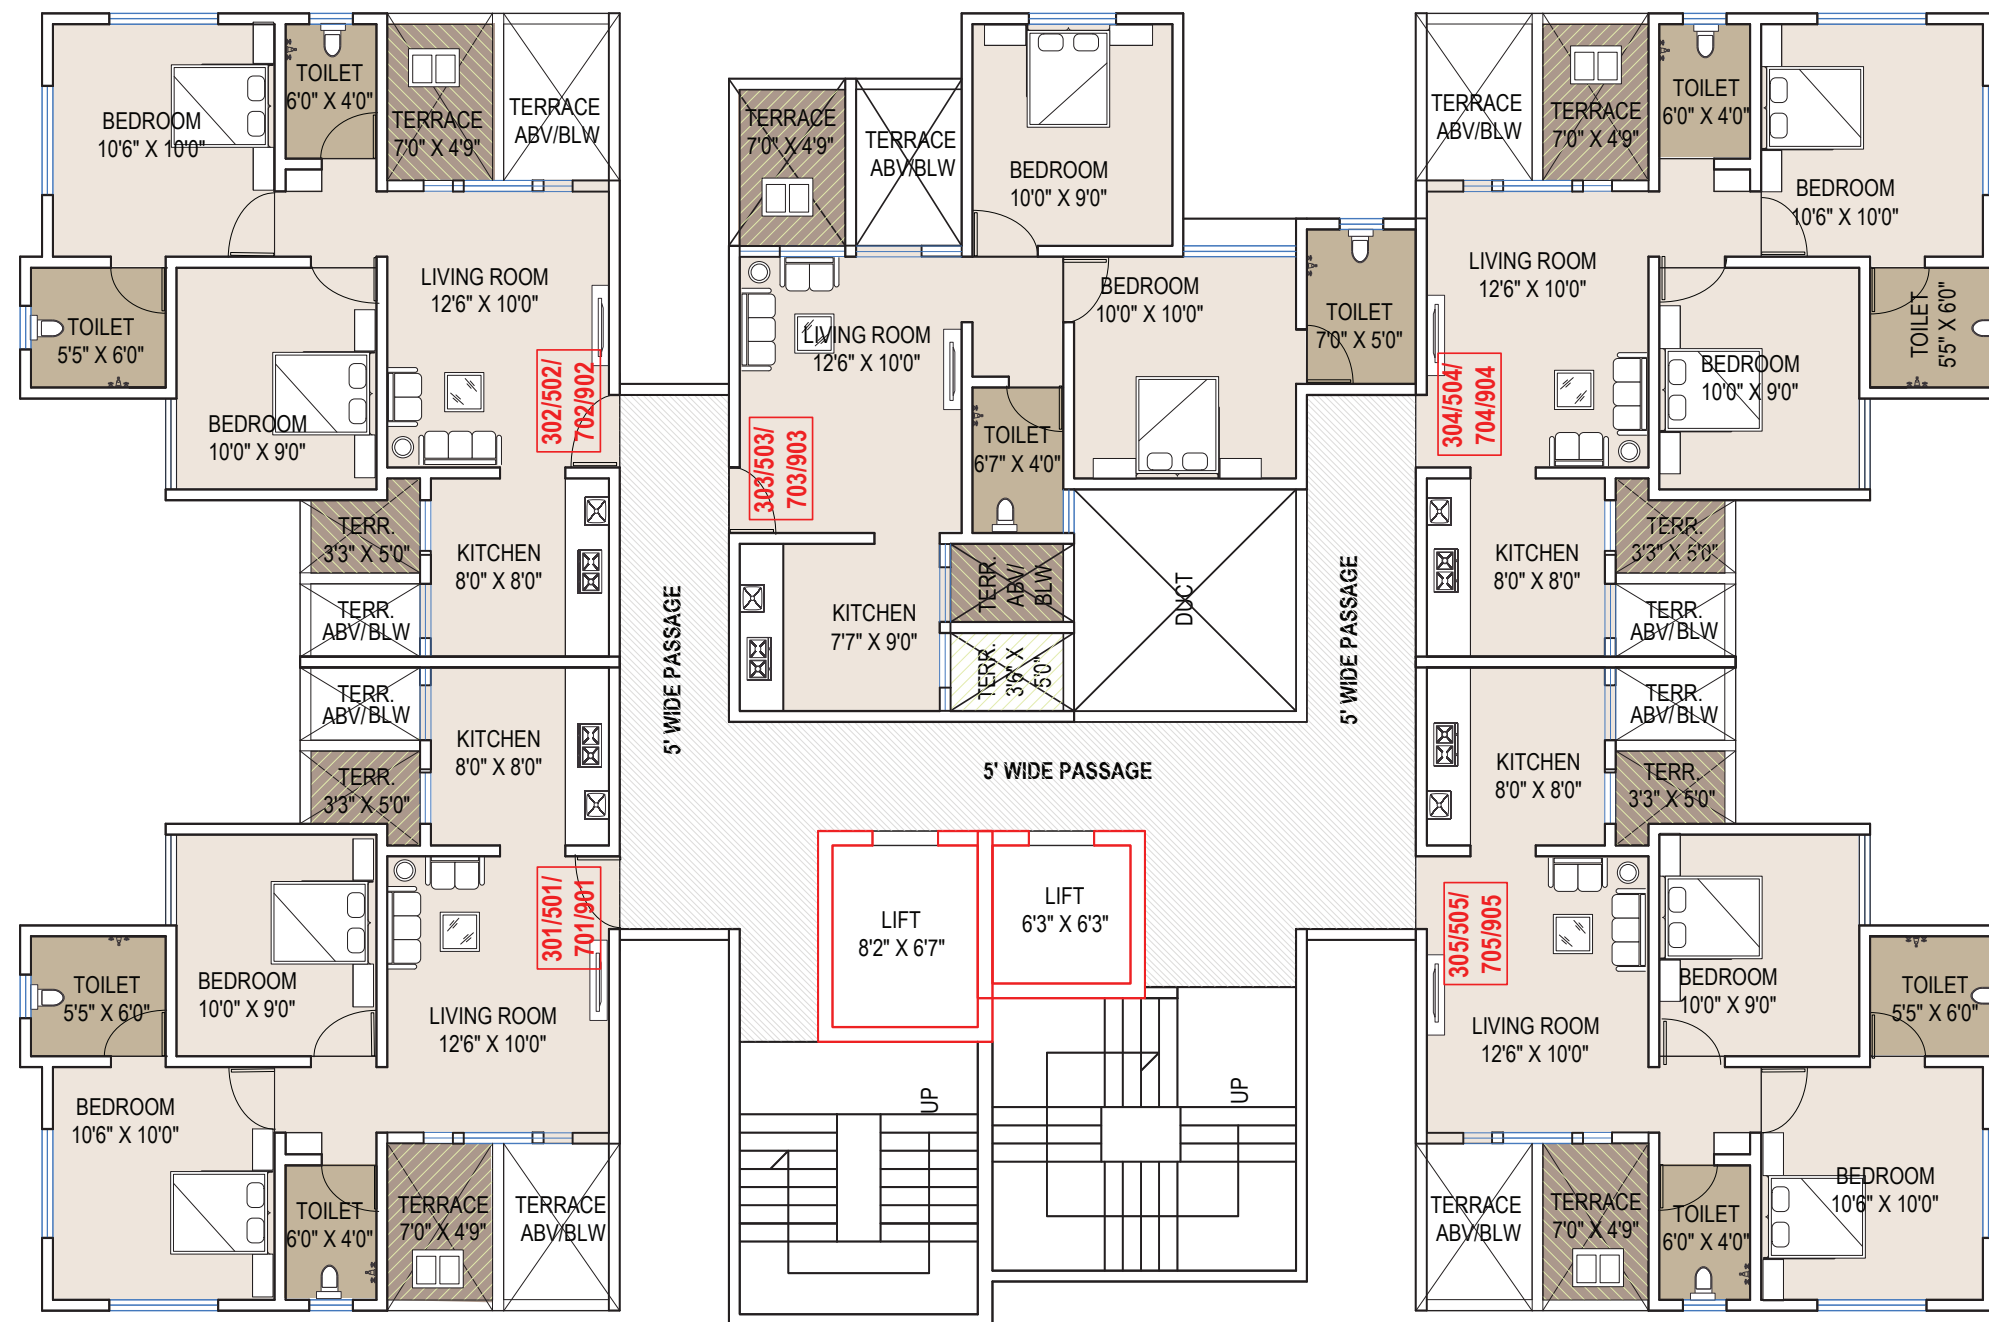 BEDROOM
10'6" X 10'0"
TOILET
6'0" X 4'0"
TERRACE
7'0" X 4'9"
TERRACE
ABV/BLW
TOILET
5'5" X 6'0"
BEDROOM
10'0" X 9'0"
LIVING ROOM
12'6" X 10'0"
302/502/
702/902
TERR.
3'3" X 5'0"
TERR.
ABV/BLW
KITCHEN
8'0" X 8'0"
TERR.
ABV/BLW
TERR.
3'3" X 5'0"
KITCHEN
8'0" X 8'0"
301/501/
701/901
TOILET
5'5" X 6'0"
BEDROOM
10'0" X 9'0"
LIVING ROOM
12'6" X 10'0"
BEDROOM
10'6" X 10'0"
TOILET
6'0" X 4'0"
TERRACE
7'0" X 4'9"
TERRACE
ABV/BLW
5' WIDE PASSAGE
TERRACE
7'0" X 4'9"
TERRACE
ABV/BLW
BEDROOM
10'0" X 9'0"
LIVING ROOM
12'6" X 10'0"
BEDROOM
10'0" X 10'0"
TOILET
7'0" X 5'0"
303/503/
703/903
TOILET
6'7" X 4'0"
KITCHEN
7'7" X 9'0"
TERR.
ABV/
BLW
TERR.
3'6" X
5'0"
DUCT
5' WIDE PASSAGE
5' WIDE PASSAGE
LIFT
8'2" X 6'7"
LIFT
6'3" X 6'3"
UP
UP
TERRACE
ABV/BLW
TERRACE
7'0" X 4'9"
TOILET
6'0" X 4'0"
BEDROOM
10'6" X 10'0"
LIVING ROOM
12'6" X 10'0"
TOILET
5'5" X 6'0"
304/504/
704/904
BEDROOM
10'0" X 9'0"
KITCHEN
8'0" X 8'0"
TERR.
3'3" X 5'0"
TERR.
ABV/BLW
TERR.
ABV/BLW
KITCHEN
8'0" X 8'0"
TERR.
3'3" X 5'0"
305/505/
705/905
BEDROOM
10'0" X 9'0"
TOILET
5'5" X 6'0"
LIVING ROOM
12'6" X 10'0"
TERRACE
ABV/BLW
TERRACE
7'0" X 4'9"
TOILET
6'0" X 4'0"
BEDROOM
10'6" X 10'0"